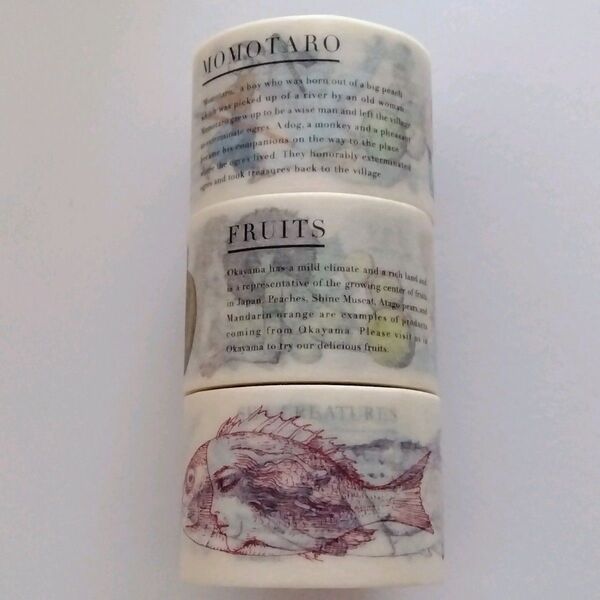 MOMOTARO
"Momotaro," a boy who was born out of a big peach
which was picked up of a river by an old woman.
Momotaro grew up to be a wise man and left the village
to exterminate ogres. A dog, a monkey and a pheasant
became his companions on the way to the place
where the ogres lived. They honorably exterminated
ogres and took treasures back to the village.
FRUITS
Okayama has a mild climate and a rich land and
is a representative of the growing center of fruits
in Japan. Peaches, Shine Muscat, Atago pears and
Mandarin orange are examples of products
coming from Okayama. Please visit us in
Okayama to try our delicious fruits.
CREATURES